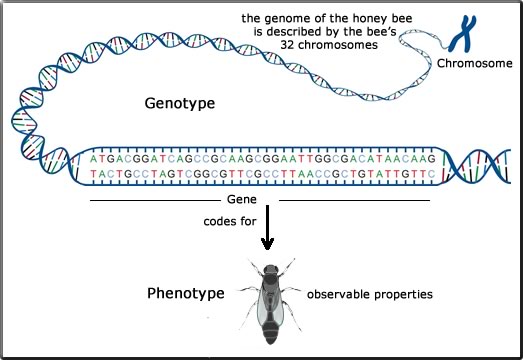 the genome of the honey bee
is described by the bee's
32 chromosomes
Chromosome
Genotype
ATGACGGATCAGCCGCAAGCGGAATTGGCGACATAACAAG
TACTGCCTAGTCGGCGTTCGCCTTAACCGCTGTATTGTTC
Gene
codes for
Phenotype
observable properties